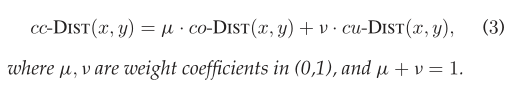 cc-DIST(x, y) = μ · co-DIST(x, y) + ν · cu-DIST(x, y), (3)
where μ, ν are weight coefficients in (0,1), and μ + ν = 1.